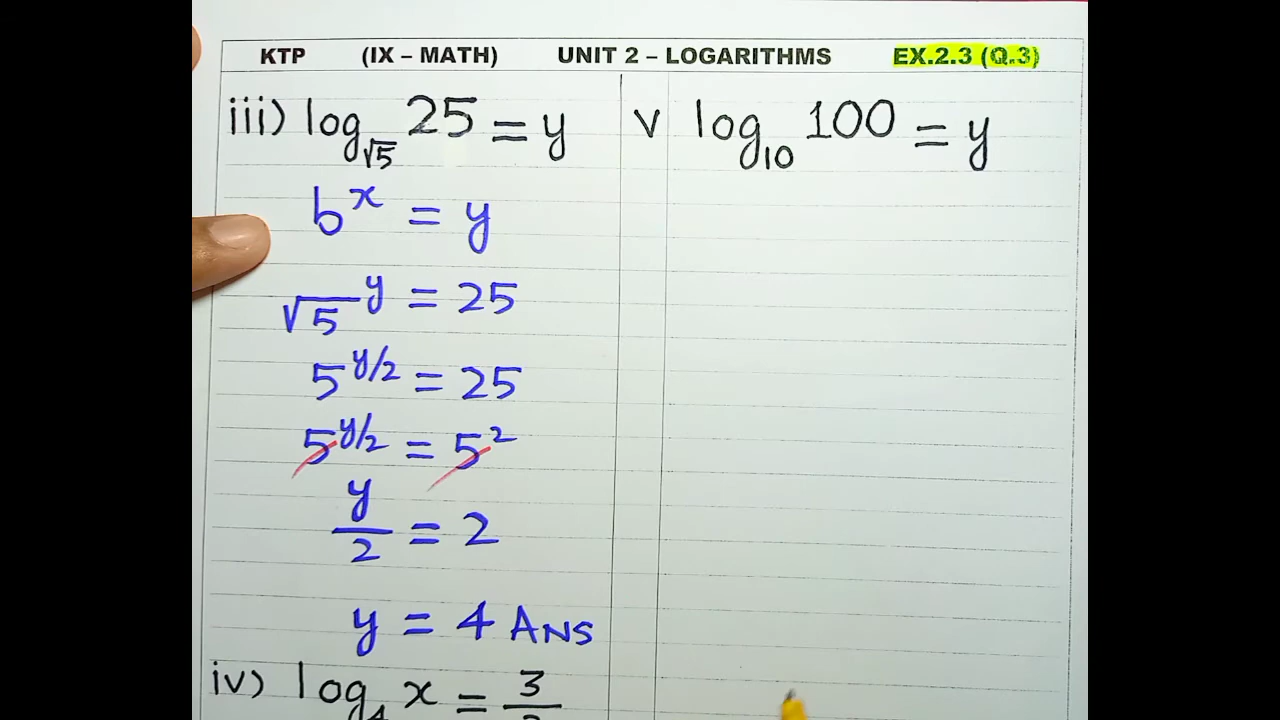 KTP (IX – MATH) UNIT 2 – LOGARITHMS EX.2.3 (Q.3)
iii) log√5 25 = y
b^x = y
√5^y = 25
5^y/2 = 25
5^y/2 = 5^2
y/2 = 2
y = 4 ANS
iv) log x = 3
v log10 100 = y